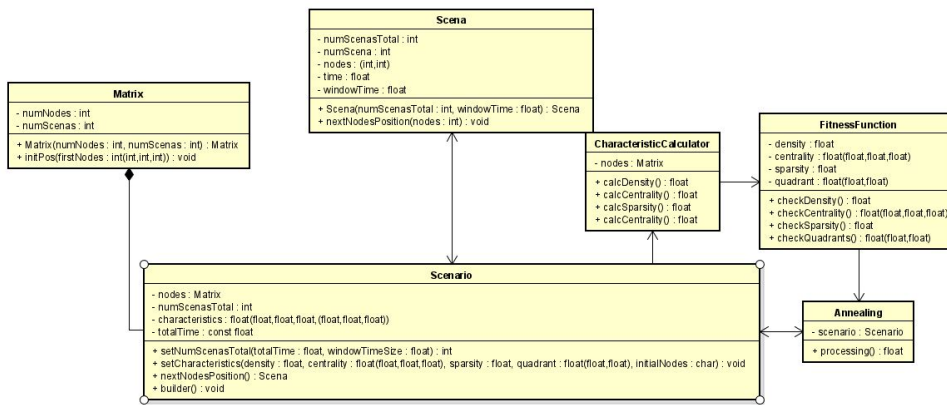 Scena
- numScenasTotal : int
- numScena : int
- nodes : (int,int)
- time : float
- windowTime : float
+ Scena(numScenasTotal : int, windowTime : float) : Scena
+ nextNodesPosition(nodes : int) : void
Matrix
- numNodes : int
- numScenas : int
+ Matrix(numNodes : int, numScenas : int) : Matrix
+ initPos(firstNodes : int(int,int,int)) : void
CharacteristicCalculator
- nodes : Matrix
+ calcDensity() : float
+ calcCentrality() : float
+ calcSparsity() : float
+ calcCentrality() : float
FitnessFunction
- density : float
- centrality : float(float,float,float)
- sparsity : float
- quadrant : float(float,float)
+ checkDensity() : float
+ checkCentrality() : float(float,float,float)
+ checkSparsity() : float
+ checkQuadrants() : float(float,float)
Scenario
- nodes : Matrix
- numScenasTotal : int
- characteristics : float(float,float,float,(float,float,float))
- totalTime : const float
+ setNumScenasTotal(totalTime : float, windowTimeSize : float) : int
+ setCharacteristics(density : float, centrality : float(float,float,float), sparsity : float, quadrant : float(float,float), initialNodes : char) : void
+ nextNodesPosition() : Scena
+ builder() : void
Annealing
- scenario : Scenario
+ processing() : float